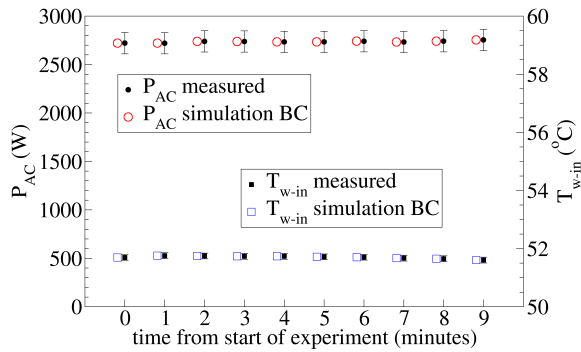 3000
2500
2000
1500
1000
500
0
P_AC (W)
60
58
56
54
52
50
T_w-in (°C)
P_AC measured
P_AC simulation BC
T_w-in measured
T_w-in simulation BC
0 1 2 3 4 5 6 7 8 9
time from start of experiment (minutes)